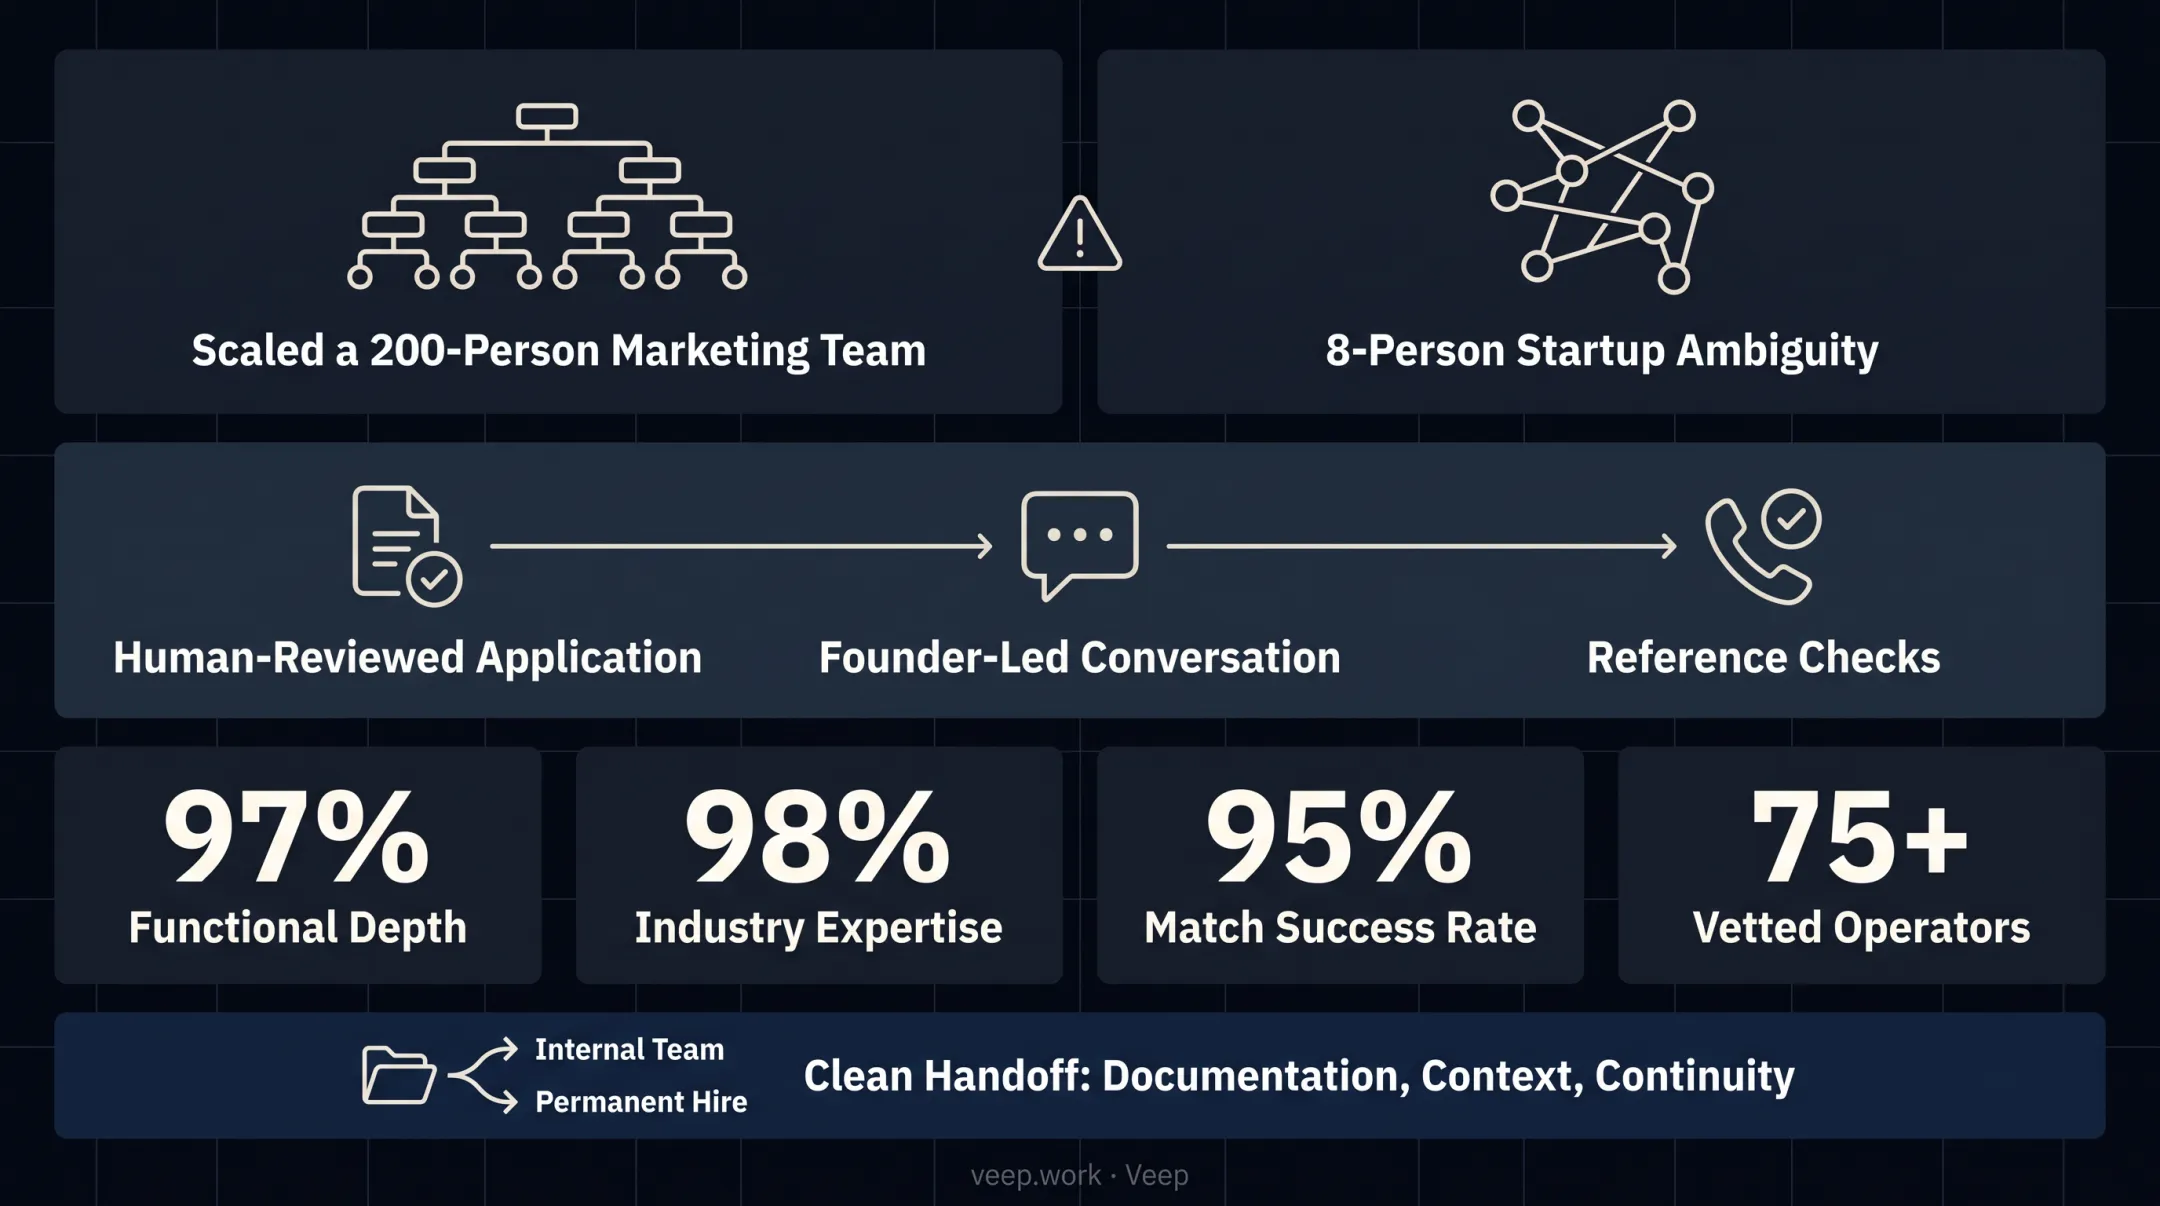 Scaled a 200-Person Marketing Team
8-Person Startup Ambiguity
Human-Reviewed Application
Founder-Led Conversation
Reference Checks
97%
Functional Depth
98%
Industry Expertise
95%
Match Success Rate
75+
Vetted Operators
Internal Team
Permanent Hire
Clean Handoff: Documentation, Context, Continuity
veep.work · Veep